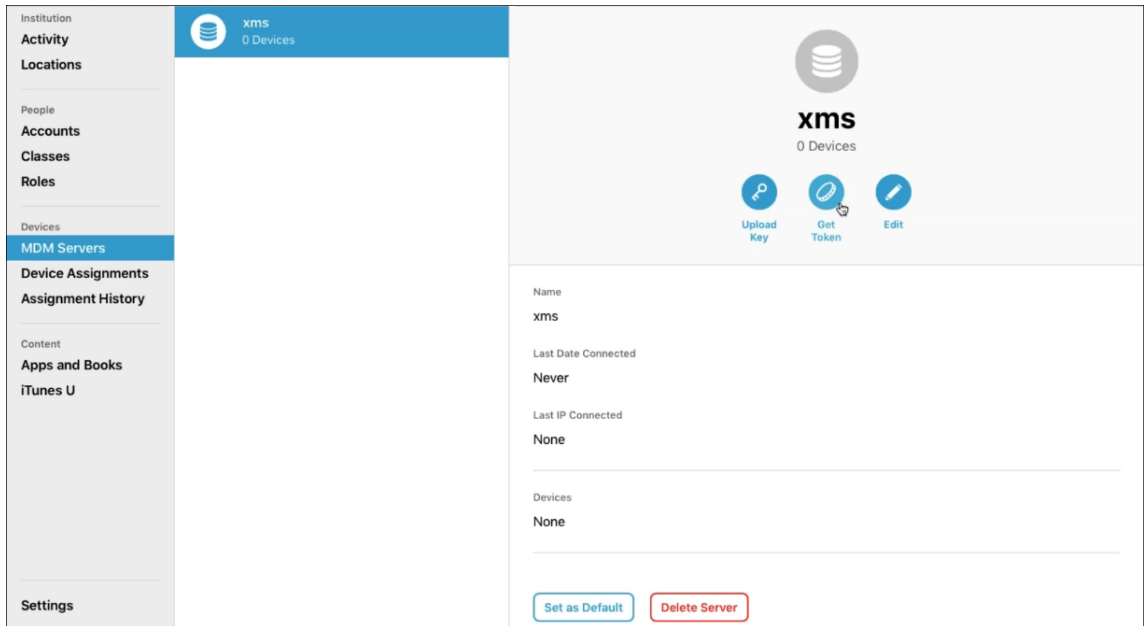 Institution
Activity
Locations
People
Accounts
Classes
Roles
Devices
MDM Servers
Device Assignments
Assignment History
Content
Apps and Books
iTunes U
Settings
xms
0 Devices
xms
0 Devices
Upload
Key
Get
Token
Edit
Name
xms
Last Date Connected
Never
Last IP Connected
None
Devices
None
Set as Default
Delete Server